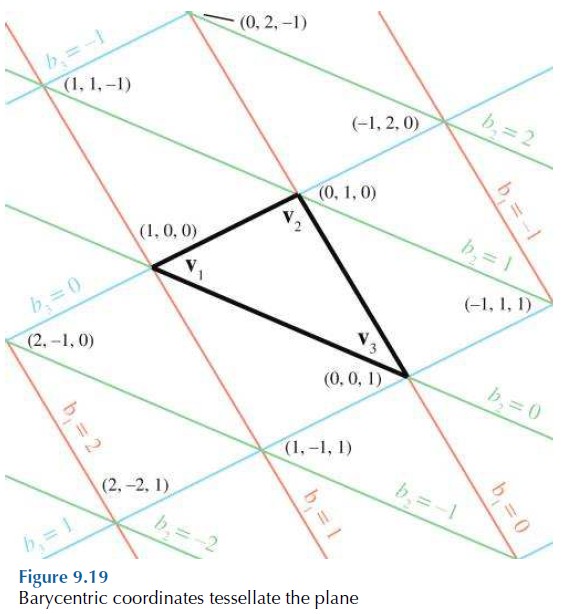 (0, 2, −1)
b₃ = −1
(1, 1, −1)
(−1, 2, 0)
b₂ = 2
(0, 1, 0)
b₁ = −1
v₂
(1, 0, 0)
v₁
b₂ = 1
b₃ = 0
(−1, 1, 1)
(2, −1, 0)
v₃
(0, 0, 1)
b₂ = 0
b₁ = 2
(1, −1, 1)
(2, −2, 1)
b₁ = 1
b₂ = −1
b₁ = 0
b₃ = 1
b₂ = −2
Figure 9.19
Barycentric coordinates tessellate the plane